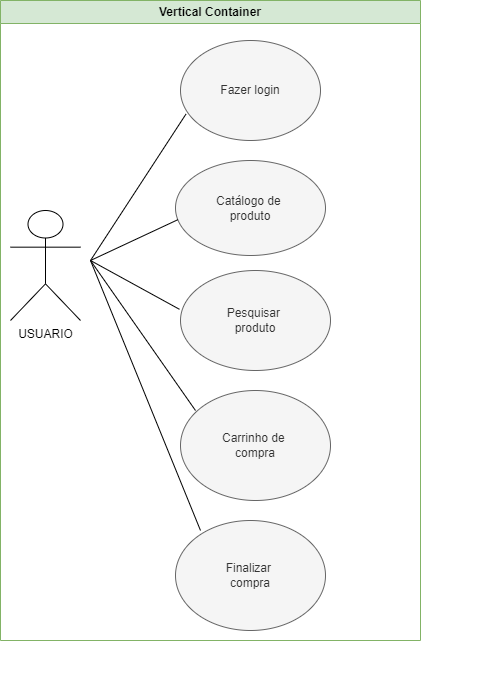 Vertical Container
Fazer login
Catálogo de
produto
Pesquisar
produto
USUARIO
Carrinho de
compra
Finalizar
compra